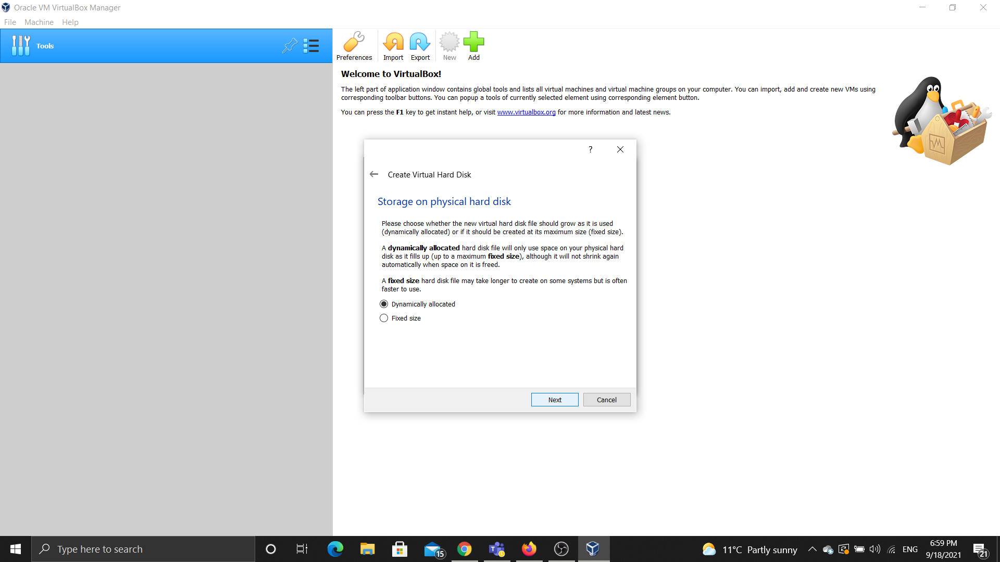 Oracle VM VirtualBox Manager
File Machine Help
Tools
Preferences Import Export New Add
Welcome to VirtualBox!
The left part of application window contains global tools and lists all virtual machines and virtual machine groups on your computer. You can import, add and create new VMs using
corresponding toolbar buttons. You can popup a tools of currently selected element using corresponding element button.
You can press the F1 key to get instant help, or visit www.virtualbox.org for more information and latest news.
?
Create Virtual Hard Disk
Storage on physical hard disk
Please choose whether the new virtual hard disk file should grow as it is used
(dynamically allocated) or if it should be created at its maximum size (fixed size).
A dynamically allocated hard disk file will only use space on your physical hard
disk as it fills up (up to a maximum fixed size), although it will not shrink again
automatically when space on it is freed.
A fixed size hard disk file may take longer to create on some systems but is often
faster to use.
Dynamically allocated
Fixed size
Next Cancel
Type here to search
15
11°C Partly sunny
ENG
6:59 PM
9/18/2021
21